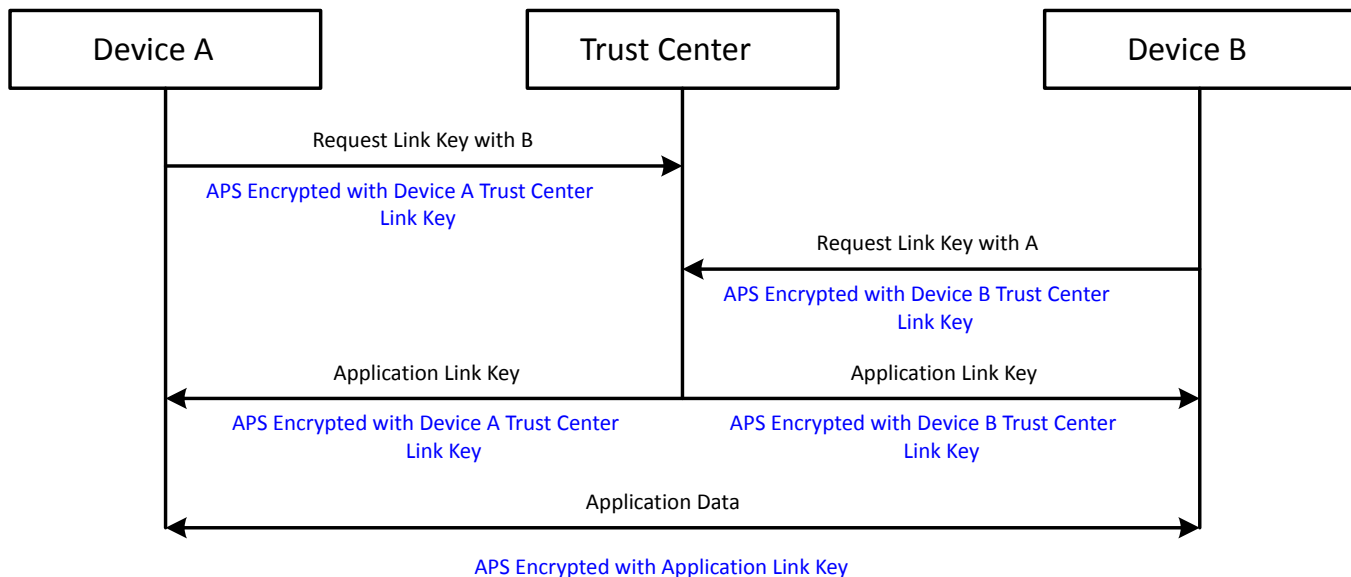 Device A
Trust Center
Device B
Request Link Key with B
APS Encrypted with Device A Trust Center
Link Key
Request Link Key with A
APS Encrypted with Device B Trust Center
Link Key
Application Link Key
Application Link Key
APS Encrypted with Device A Trust Center
Link Key
APS Encrypted with Device B Trust Center
Link Key
Application Data
APS Encrypted with Application Link Key